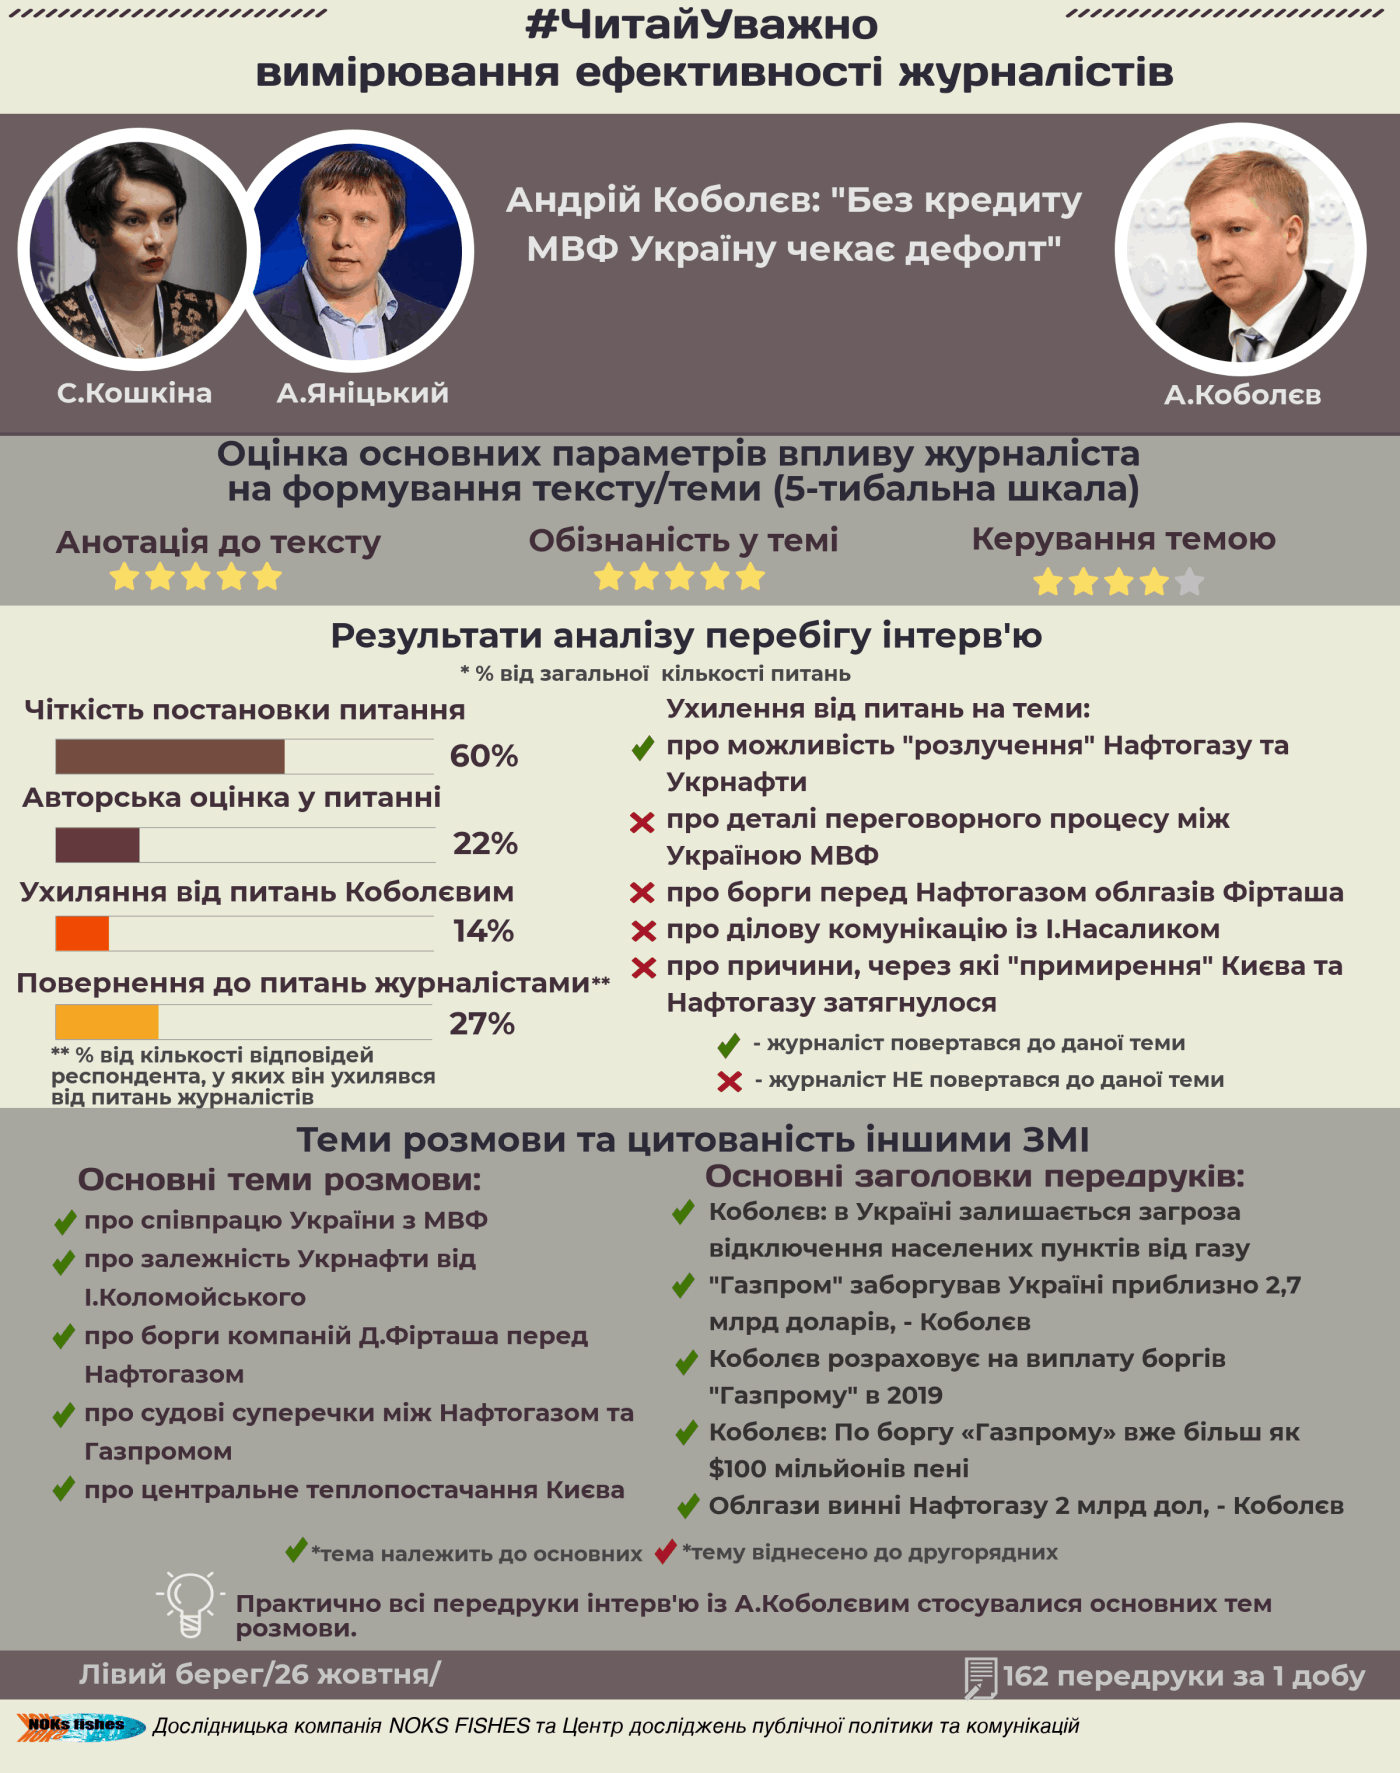 #ЧитайУважно
вимірювання ефективності журналістів
Андрій Коболєв: "Без кредиту
МВФ Україну чекає дефолт"
С.Кошкіна
А.Яніцький
А.Коболєв
Оцінка основних параметрів впливу журналіста
на формування тексту/теми (5-тибальна шкала)
Анотація до тексту
Обізнаність у темі
Керування темою
Результати аналізу перебігу інтерв'ю
* % від загальної кількості питань
Чіткість постановки питання
60%
Авторська оцінка у питанні
22%
Ухиляння від питань Коболєвим
14%
Повернення до питань журналістами**
27%
** % від кількості відповідей
респондента, у яких він ухилявся
від питань журналістів
Ухилення від питань на теми:
про можливість "розлучення" Нафтогазу та
Укрнафти
про деталі переговорного процесу між
Україною МВФ
про борги перед Нафтогазом облгазів Фірташа
про ділову комунікацію із І.Насаликом
про причини, через які "примирення" Києва та
Нафтогазу затягнулося
- журналіст повертався до даної теми
- журналіст НЕ повертався до даної теми
Теми розмови та цитованість іншими ЗМІ
Основні теми розмови:
про співпрацю України з МВФ
про залежність Укрнафти від
І.Коломойського
про борги компаній Д.Фірташа перед
Нафтогазом
про судові суперечки між Нафтогазом та
Газпромом
про центральне теплопостачання Києва
Основні заголовки передруків:
Коболєв: в Україні залишається загроза
відключення населених пунктів від газу
"Газпром" заборгував Україні приблизно 2,7
млрд доларів, - Коболєв
Коболєв розраховує на виплату боргів
"Газпрому" в 2019
Коболєв: По боргу «Газпрому» вже більш як
$100 мільйонів пені
Облгази винні Нафтогазу 2 млрд дол, - Коболєв
*тема належить до основних
*тему віднесено до другорядних
Практично всі передруки інтерв'ю із А.Коболєвим стосувалися основних тем
розмови.
Лівий берег/26 жовтня/
162 передруки за 1 добу
NOKs fishes
Дослідницька компанія NOKS FISHES та Центр досліджень публічної політики та комунікацій